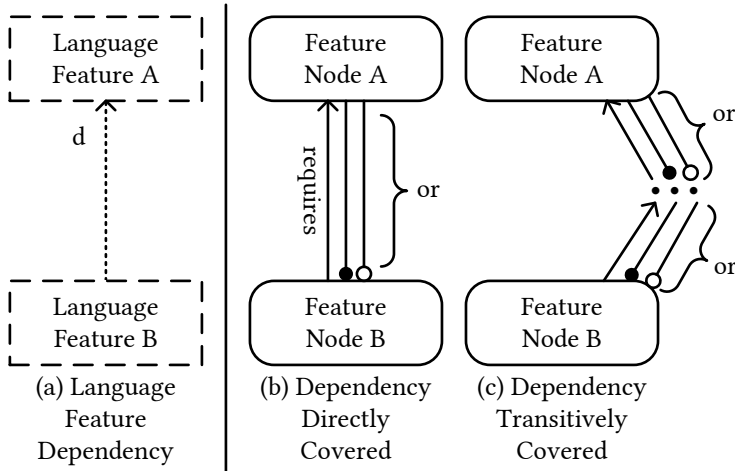 Language
Feature A
d
Language
Feature B
(a) Language
Feature
Dependency
Feature
Node A
requires
or
Feature
Node B
(b) Dependency
Directly
Covered
Feature
Node A
or
...
or
Feature
Node B
(c) Dependency
Transitively
Covered